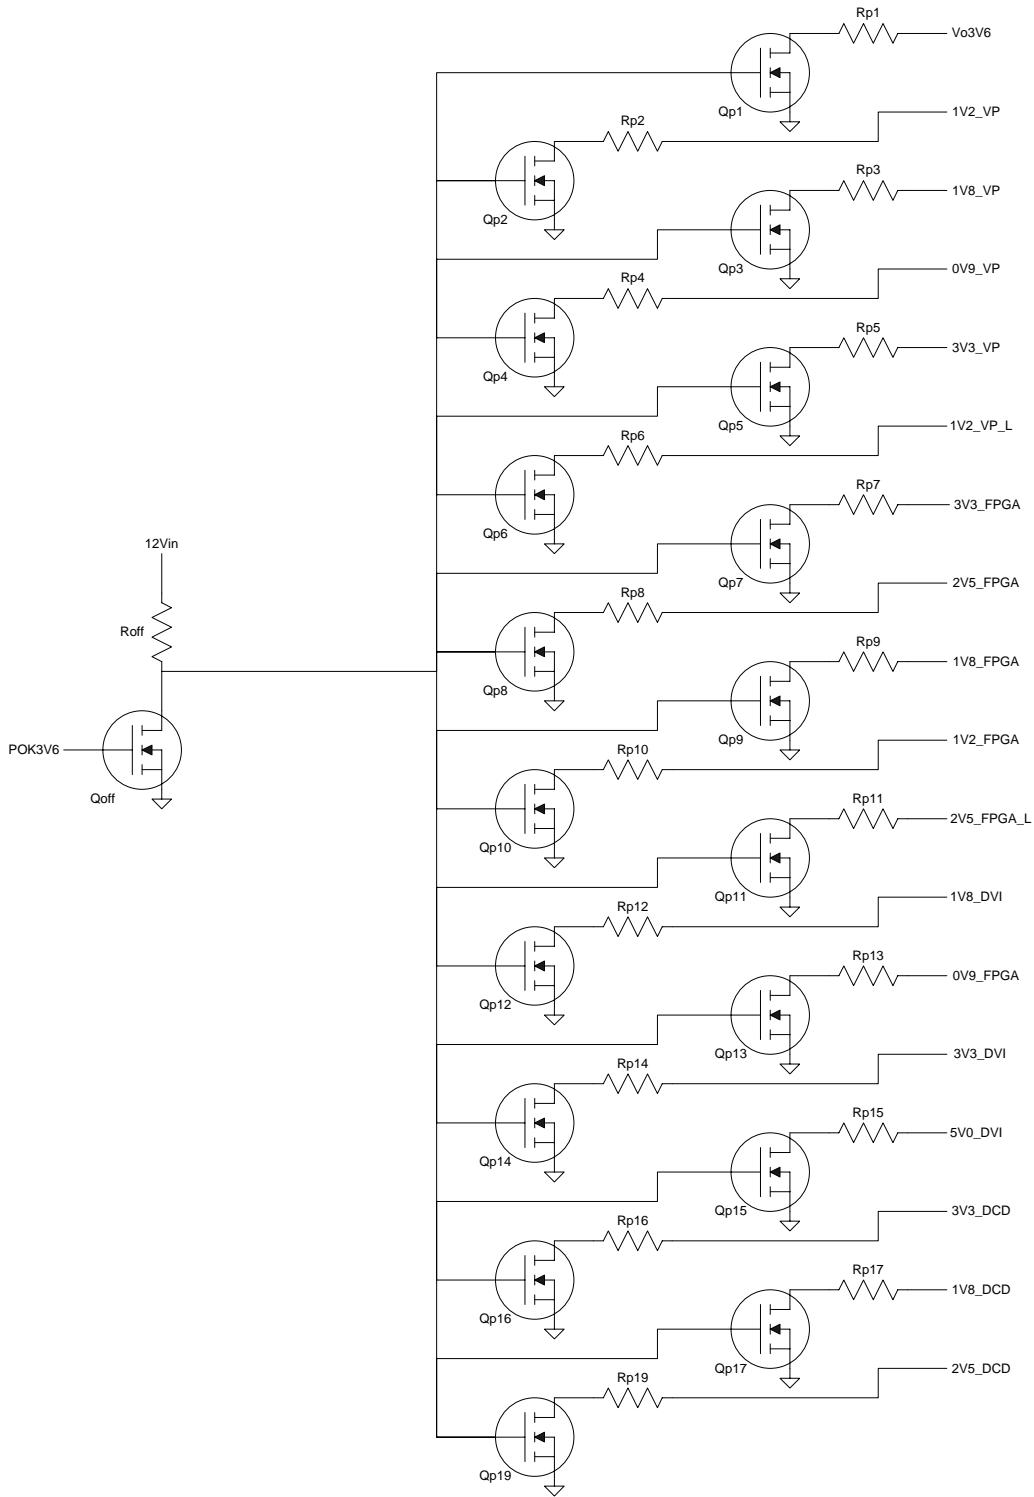 Rp1
Vo3V6
Qp1
1V2_VP
Rp2
Rp3
1V8_VP
Qp2
Qp3
0V9_VP
Rp4
Rp5
3V3_VP
Qp4
Qp5
1V2_VP_L
Rp6
Rp7
3V3_FPGA
Qp6
12Vin
Qp7
2V5_FPGA
Rp8
Roff
Rp9
1V8_FPGA
Qp8
Qp9
1V2_FPGA
POK3V6
Rp10
Qoff
Rp11
2V5_FPGA_L
Qp10
Qp11
1V8_DVI
Rp12
Rp13
0V9_FPGA
Qp12
Qp13
3V3_DVI
Rp14
Rp15
5V0_DVI
Qp14
Qp15
3V3_DCD
Rp16
Rp17
1V8_DCD
Qp16
Qp17
2V5_DCD
Rp19
Qp19